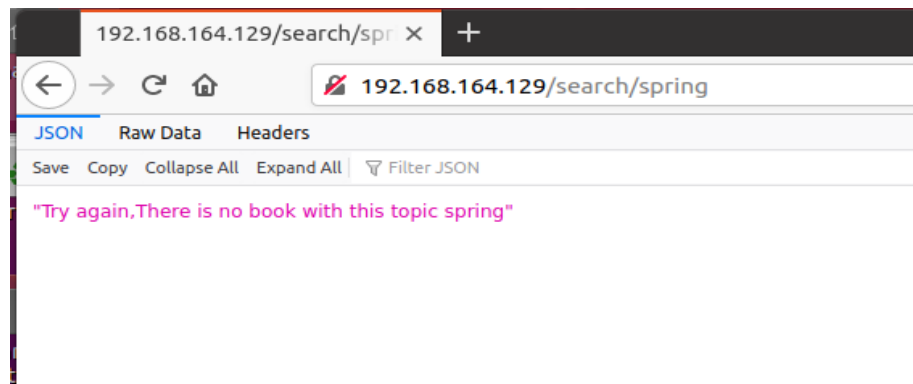 192.168.164.129/search/spr
192.168.164.129/search/spring
JSON Raw Data Headers
Save Copy Collapse All Expand All Filter JSON
"Try again,There is no book with this topic spring"